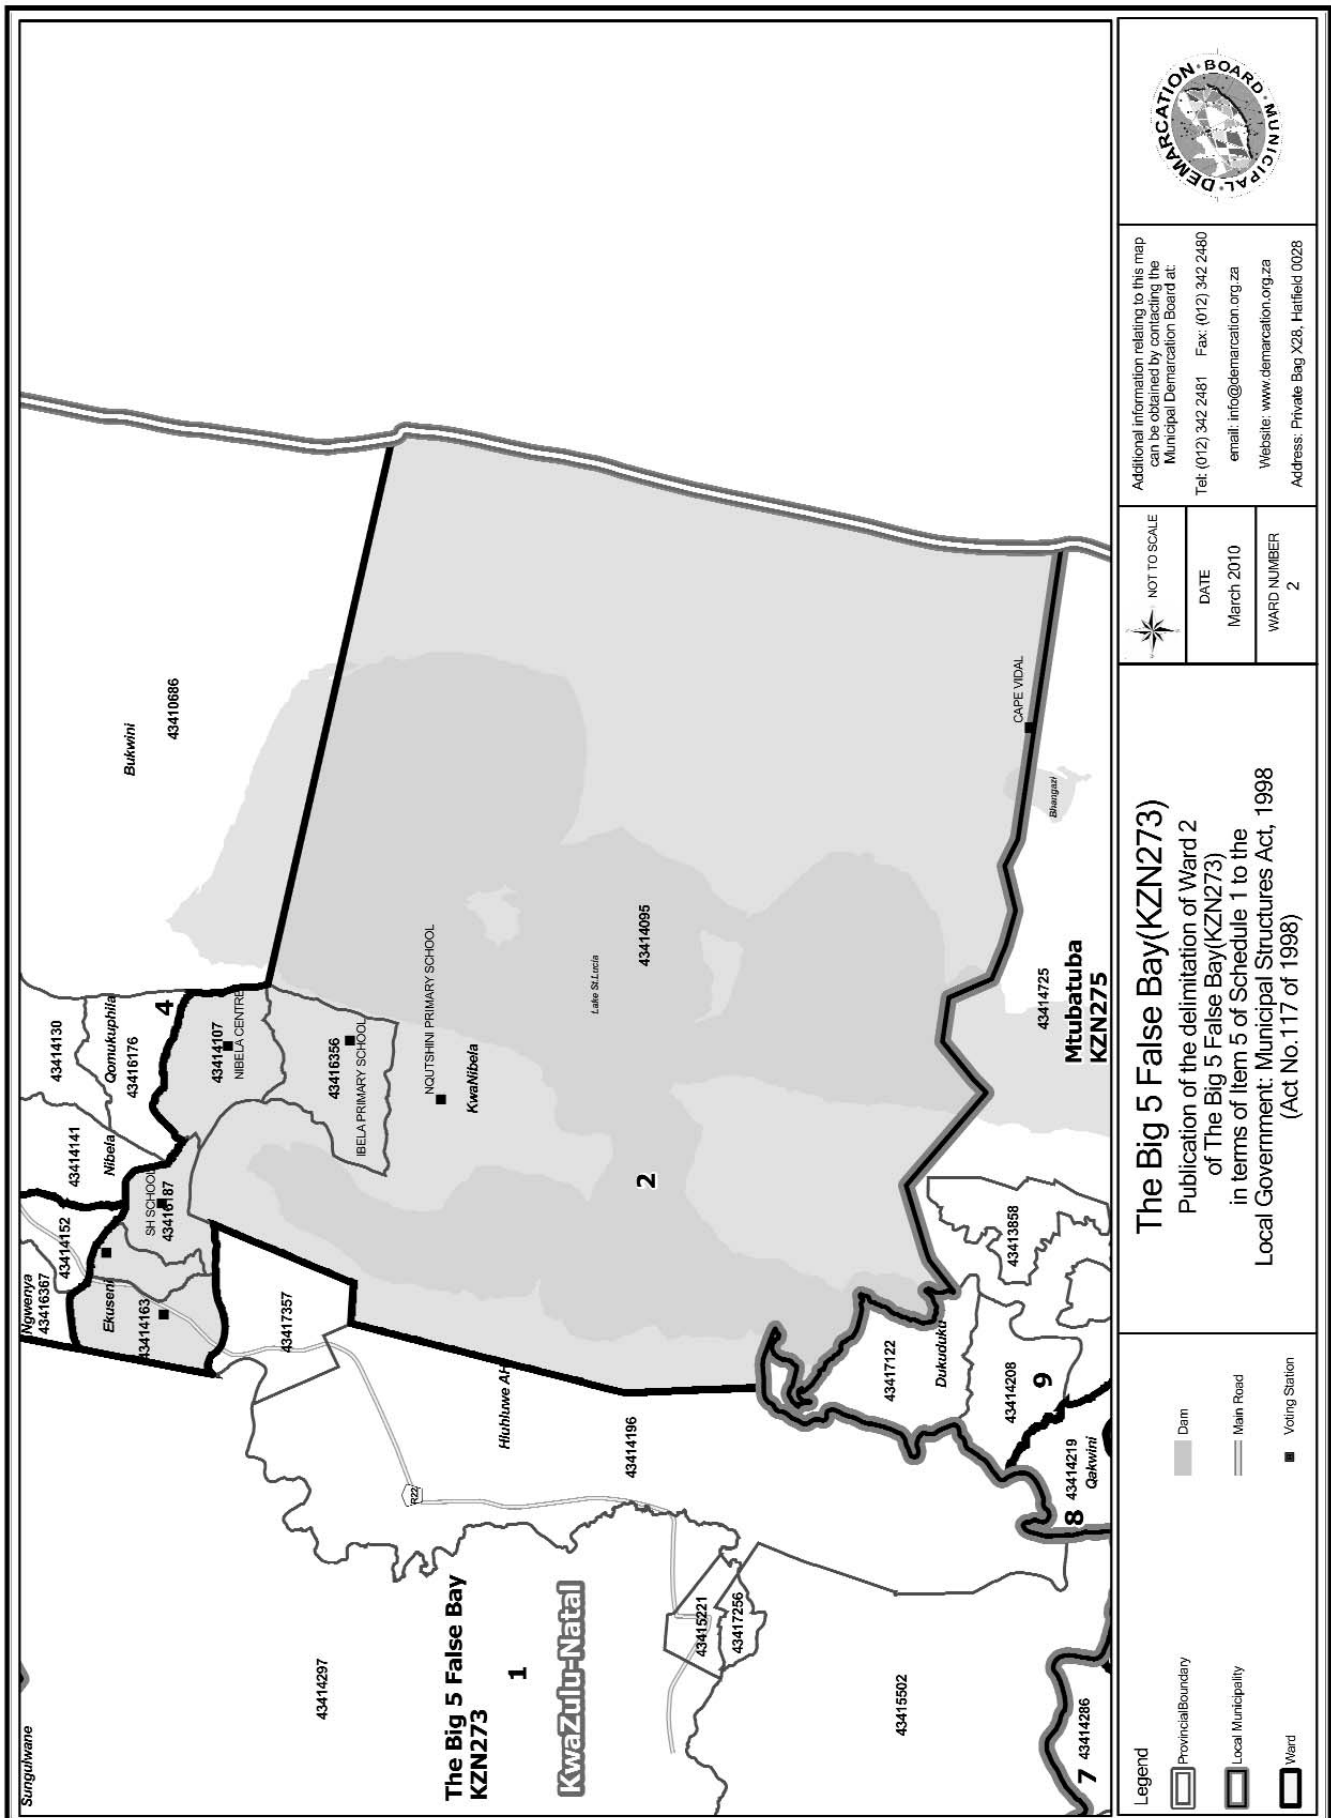 Sungulwane
Ngwenya
43416367
43414152
43414141
Nibela
43414130
Qomukuphila
43416176
4
Ekuseni
43414163
SH SCHOOL
43416187
43414107
NIBELA CENTRE
43416356
IBELA PRIMARY SCHOOL
Bukwini
43410686
43417357
43414297
NQUTSHINI PRIMARY SCHOOL
KwaNibela
R22
Hluhluwe AH
43414196
The Big 5 False Bay
KZN273
1
KwaZulu-Natal
2
Lake St.Lucia
43414095
43415221
43417256
43415502
43417122
Dukuduku
43414208
9
43413858
43414725
Mtubatuba
KZN275
CAPE VIDAL
Bhangazi
8
43414219
Qakwini
7
43414286
Legend
ProvincialBoundary
Local Municipality
Ward
Dam
Main Road
Voting Station
The Big 5 False Bay(KZN273)
Publication of the delimitation of Ward 2
of The Big 5 False Bay(KZN273)
in terms of Item 5 of Schedule 1 to the
Local Government: Municipal Structures Act, 1998
(Act No.117 of 1998)
NOT TO SCALE
DATE
March 2010
WARD NUMBER
2
Additional information relating to this map
can be obtained by contacting the
Municipal Demarcation Board at:
Tel: (012) 342 2481 Fax: (012) 342 2480
email: info@demarcation.org.za
Website: www.demarcation.org.za
Address: Private Bag X28, Hatfield 0028
MUNICIPAL · DEMARCATION · BOARD